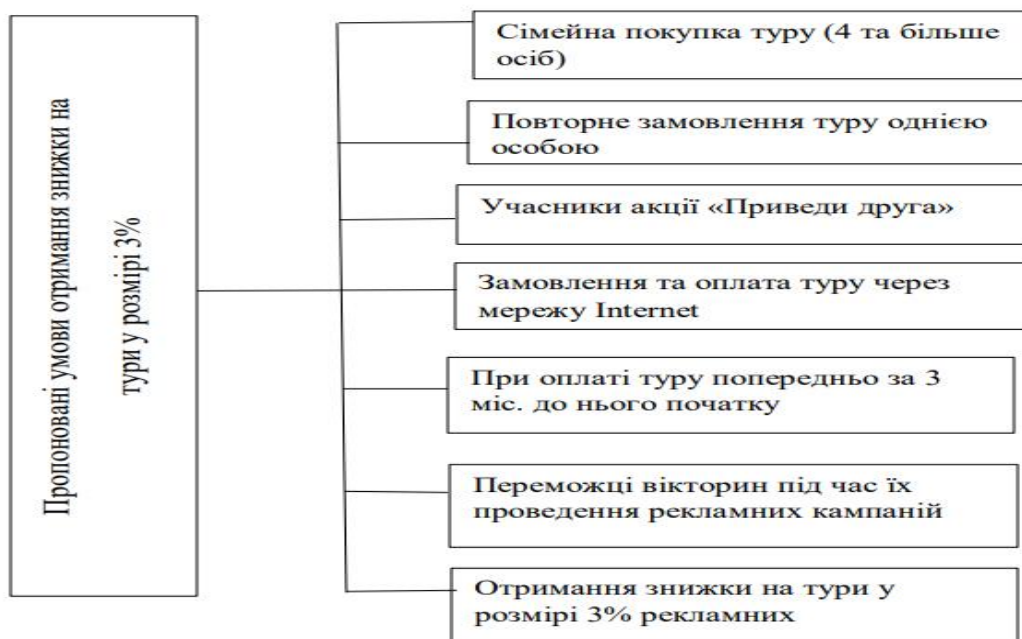 Пропоновані умови отримання знижки на
тури у розмірі 3%
Сімейна покупка туру (4 та більше
осіб)
Повторне замовлення туру однією
особою
Учасники акції «Приведи друга»
Замовлення та оплата туру через
мережу Internet
При оплаті туру попередньо за 3
міс. до нього початку
Переможці вікторин під час їх
проведення рекламних кампаній
Отримання знижки на тури у
розмірі 3% рекламних